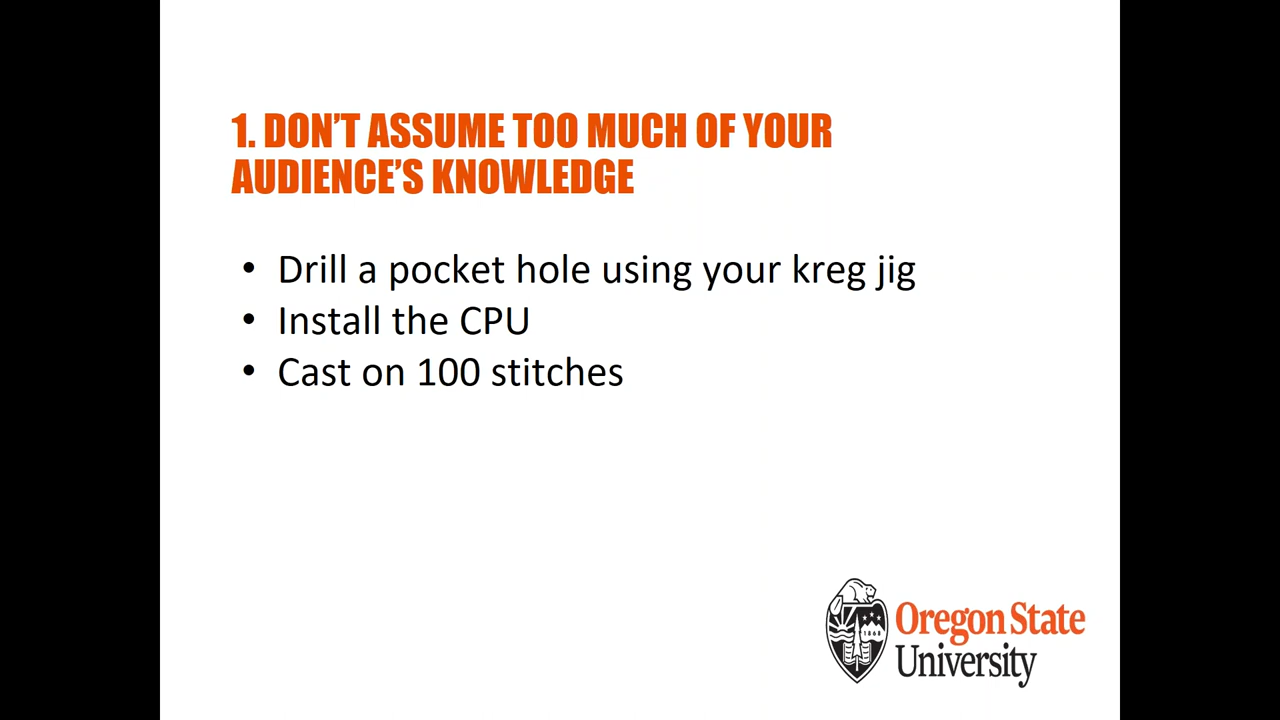 1. DON'T ASSUME TOO MUCH OF YOUR
AUDIENCE'S KNOWLEDGE
• Drill a pocket hole using your kreg jig
• Install the CPU
• Cast on 100 stitches
1868
Oregon State
University